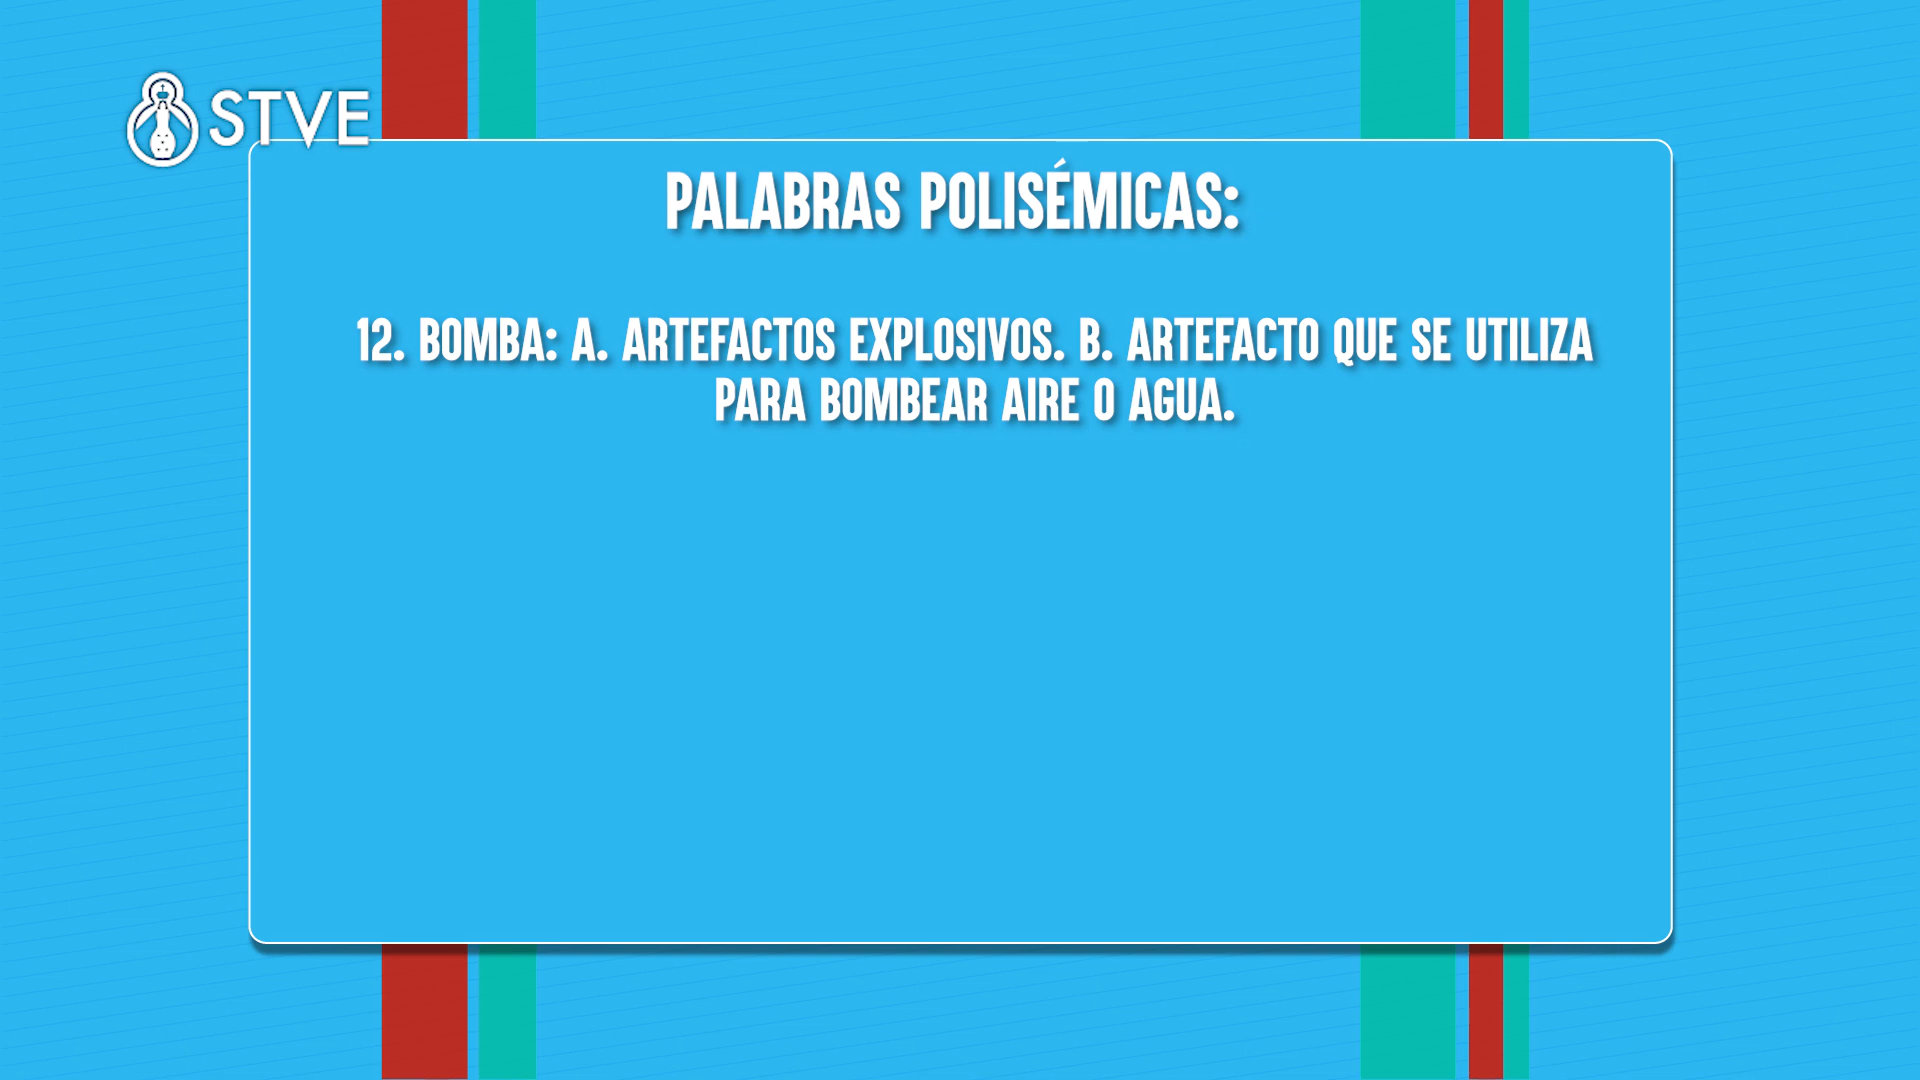 STVE
PALABRAS POLISÉMICAS:
12. BOMBA: A. ARTEFACTOS EXPLOSIVOS. B. ARTEFACTO QUE SE UTILIZA
PARA BOMBEAR AIRE O AGUA.